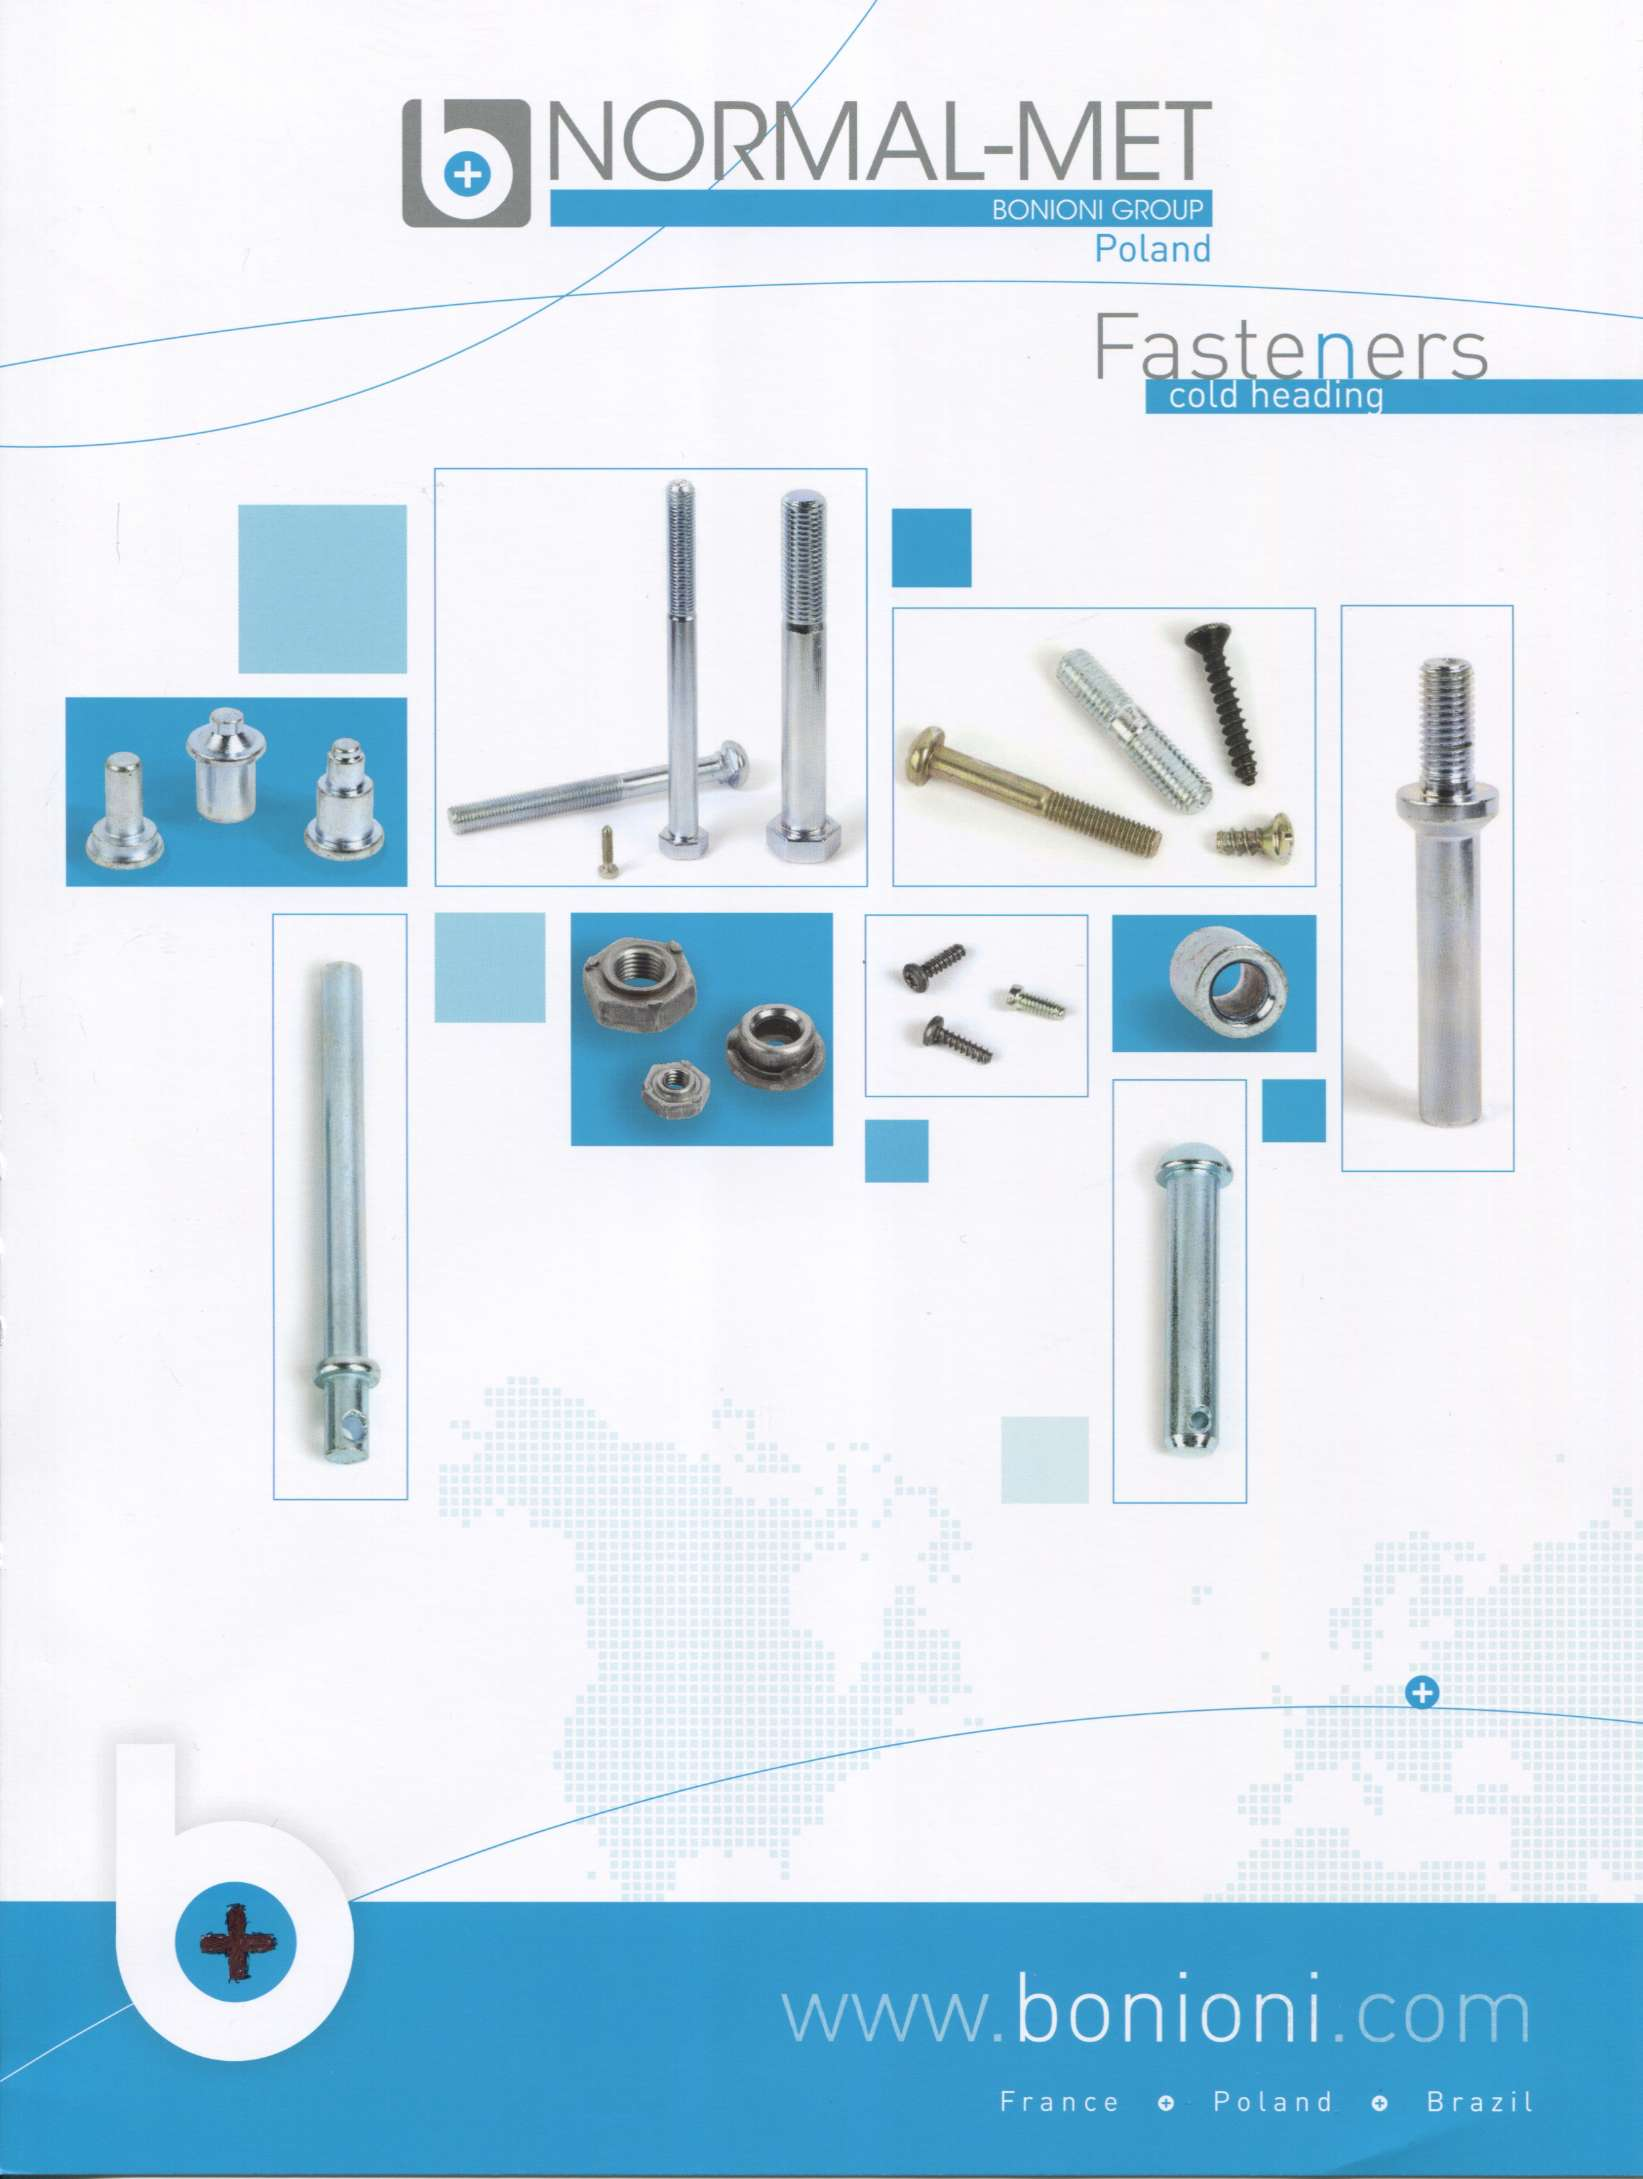 b NORMAL-MET
BONIONI GROUP
Poland
Fasteners
cold heading
b
www.bonioni.com
France + Poland + Brazil